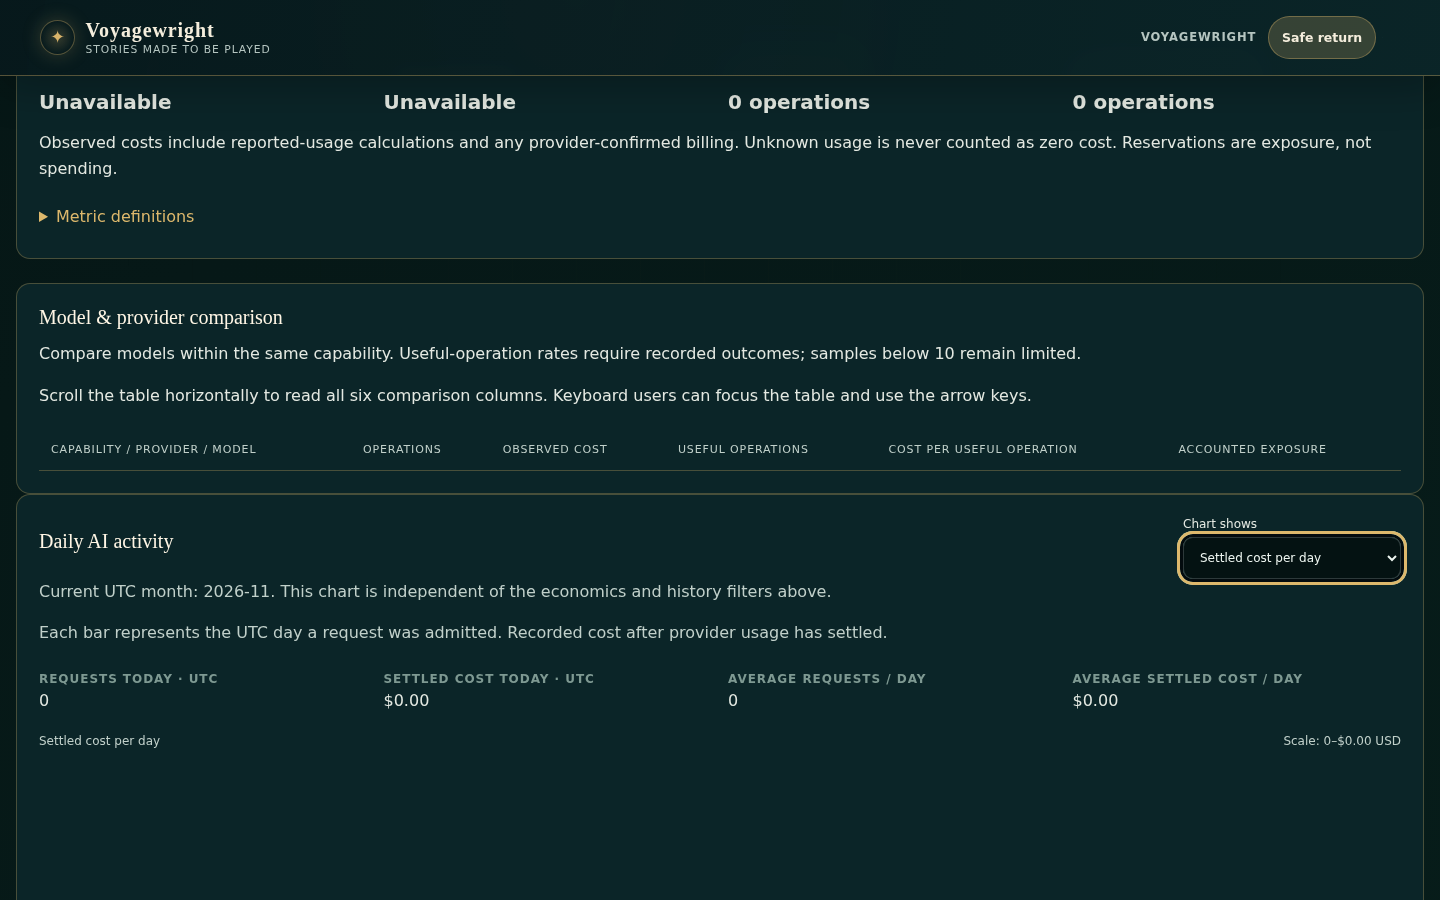 ✦ Voyagewright
STORIES MADE TO BE PLAYED
VOYAGEWRIGHT Safe return
Unavailable Unavailable 0 operations 0 operations
Observed costs include reported-usage calculations and any provider-confirmed billing. Unknown usage is never counted as zero cost. Reservations are exposure, not
spending.
▶ Metric definitions
Model & provider comparison
Compare models within the same capability. Useful-operation rates require recorded outcomes; samples below 10 remain limited.
Scroll the table horizontally to read all six comparison columns. Keyboard users can focus the table and use the arrow keys.
CAPABILITY / PROVIDER / MODEL OPERATIONS OBSERVED COST USEFUL OPERATIONS COST PER USEFUL OPERATION ACCOUNTED EXPOSURE
Daily AI activity
Chart shows
Settled cost per day
Current UTC month: 2026-11. This chart is independent of the economics and history filters above.
Each bar represents the UTC day a request was admitted. Recorded cost after provider usage has settled.
REQUESTS TODAY · UTC SETTLED COST TODAY · UTC AVERAGE REQUESTS / DAY AVERAGE SETTLED COST / DAY
0 $0.00 0 $0.00
Settled cost per day Scale: 0–$0.00 USD